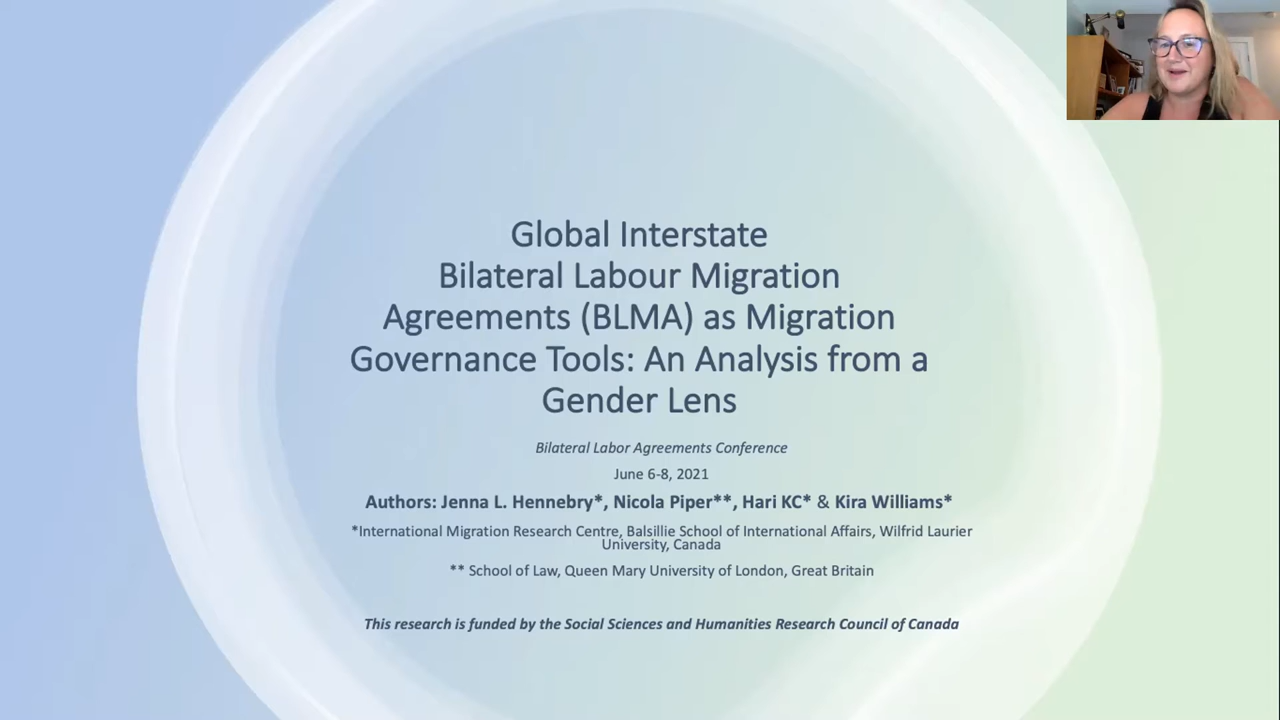 Global Interstate
Bilateral Labour Migration
Agreements (BLMA) as Migration
Governance Tools: An Analysis from a
Gender Lens
Bilateral Labor Agreements Conference
June 6-8, 2021
Authors: Jenna L. Hennebry*, Nicola Piper**, Hari KC* & Kira Williams*
*International Migration Research Centre, Balsillie School of International Affairs, Wilfrid Laurier
University, Canada
** School of Law, Queen Mary University of London, Great Britain
This research is funded by the Social Sciences and Humanities Research Council of Canada